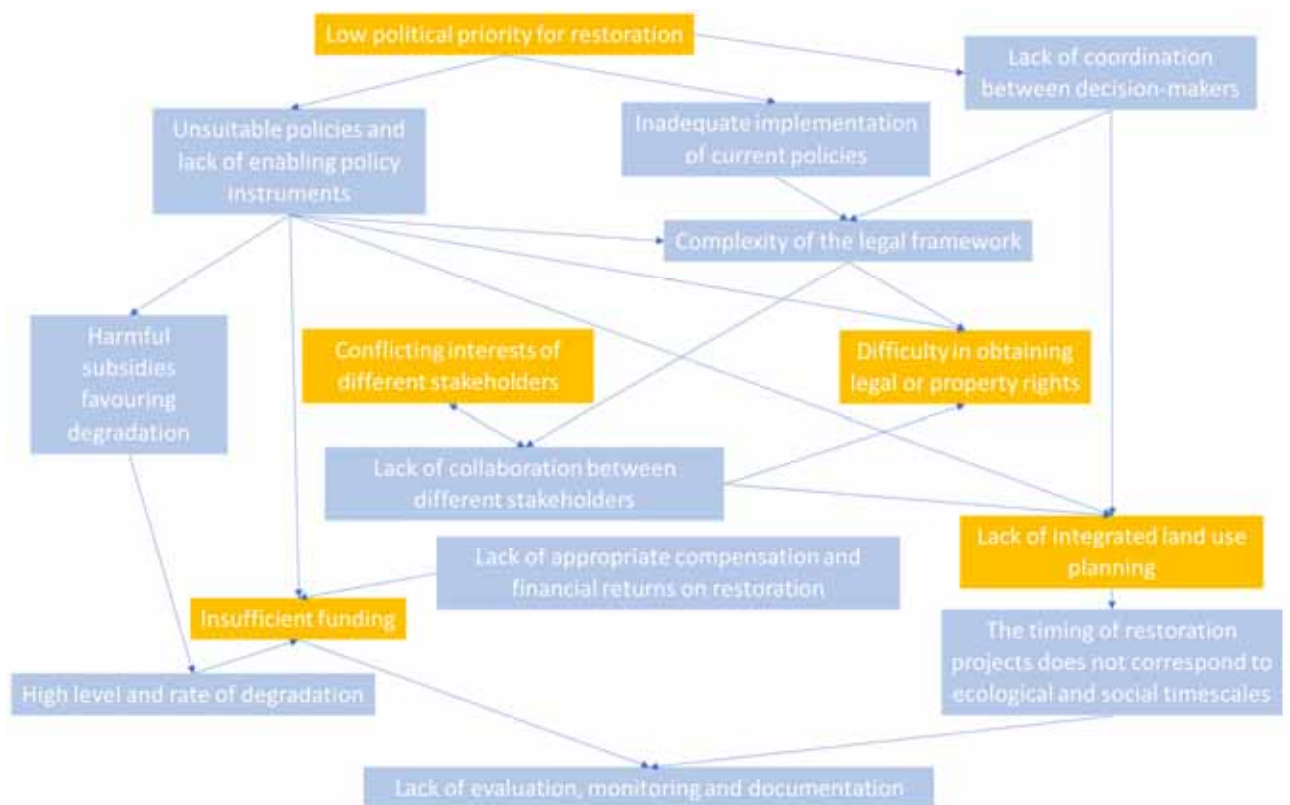 Low political priority for restoration
Lack of coordination
between decision-makers
Unsuitable policies and
lack of enabling policy
instruments
Inadequate implementation
of current policies
Complexity of the legal framework
Harmful
subsidies
favouring
degradation
Conflicting interests of
different stakeholders
Difficulty in obtaining
legal or property rights
Lack of collaboration between
different stakeholders
Lack of integrated land use
planning
Lack of appropriate compensation and
financial returns on restoration
Insufficient funding
The timing of restoration
projects does not correspond to
ecological and social timescales
High level and rate of degradation
Lack of evaluation, monitoring and documentation